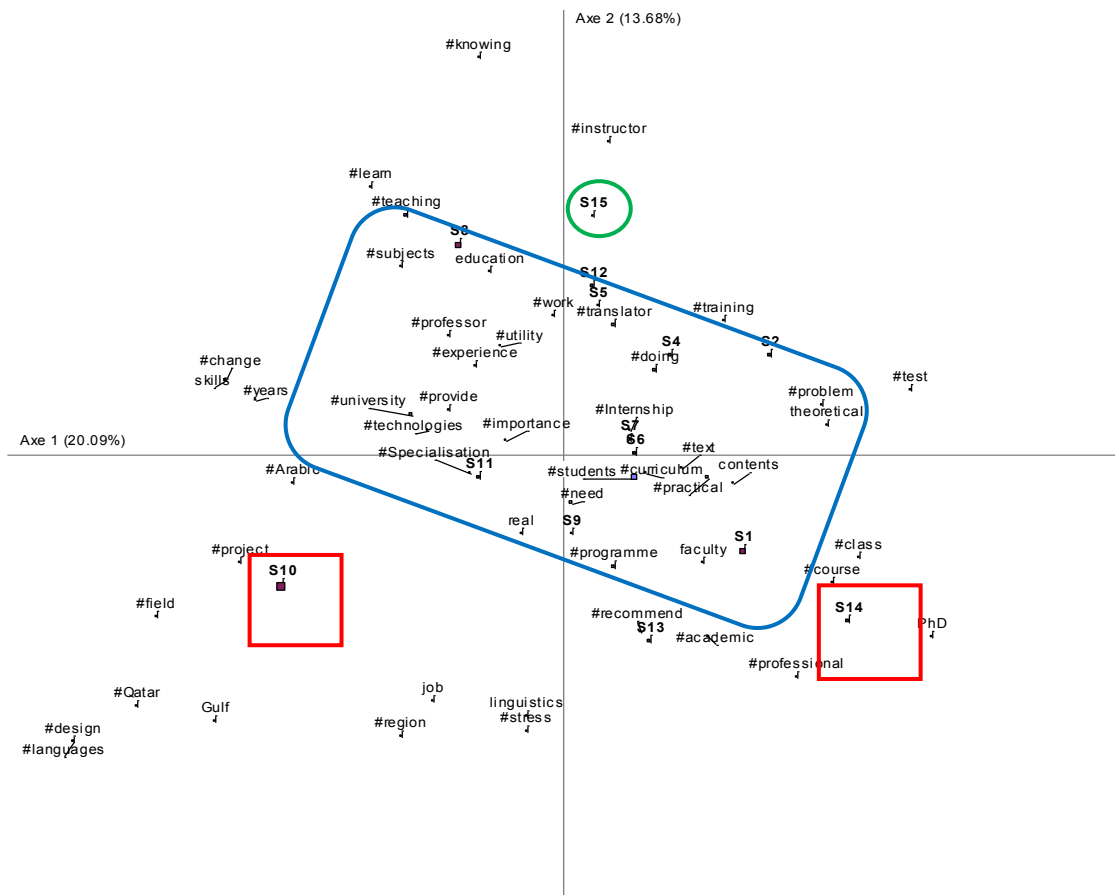 Axe 2 (13.68%)
#knowing
#instructor
#learn
#teaching
S15
S3
#subjects
education
S12
S5
#work
#translator
#training
#professor
#utility
S4
S2
#experience
#doing
#change
skills
#years
#test
#problem
theoretical
#university
#provide
#technologies
#importance
#Internship
S7
S6
Axe 1 (20.09%)
#Specialisation
S11
#text
#students
#curriculum
contents
#practical
#Arabic
#need
real
S9
S1
#programme
faculty
#class
#project
#course
S10
#field
#recommend
S14
S13
#academic
PhD
#professional
#Qatar
Gulf
job
linguistics
#stress
#region
#design
#languages